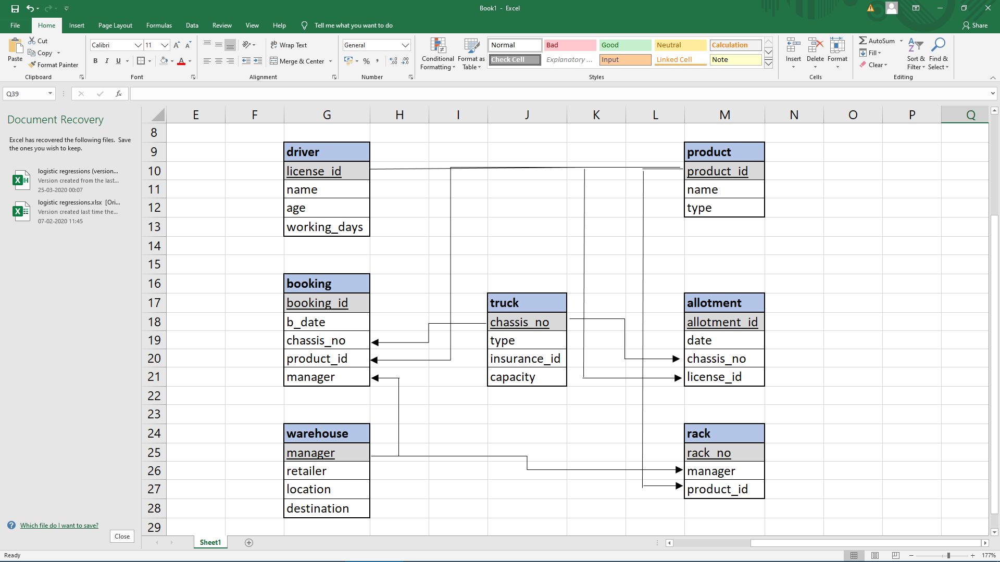 Book1 - Excel
File Home Insert Page Layout Formulas Data Review View Help Tell me what you want to do Share
Paste Cut Copy Format Painter Clipboard
Calibri 11 A A B I U A Font
Wrap Text Merge & Center Alignment
General % , .00 Number
Conditional Formatting Format as Table
Normal Bad Good Neutral Calculation
Check Cell Explanatory ... Input Linked Cell Note
Styles
Insert Delete Format Cells
AutoSum Fill Clear Sort & Filter Find & Select Editing
Q39 fx
Document Recovery
Excel has recovered the following files. Save
the ones you wish to keep.
logistic regressions (version...
Version created from the last...
25-03-2020 00:07
logistic regressions.xlsx [Ori...
Version created last time the...
07-02-2020 11:45
Which file do I want to save?
Close
E F G H I J K L M N O P Q
8
9 driver product
10 license_id product_id
11 name name
12 age type
13 working_days
14
15
16 booking
17 booking_id truck allotment
18 b_date chassis_no allotment_id
19 chassis_no type date
20 product_id insurance_id chassis_no
21 manager capacity license_id
22
23
24 warehouse rack
25 manager rack_no
26 retailer manager
27 location product_id
28 destination
29
Sheet1
Ready 177%